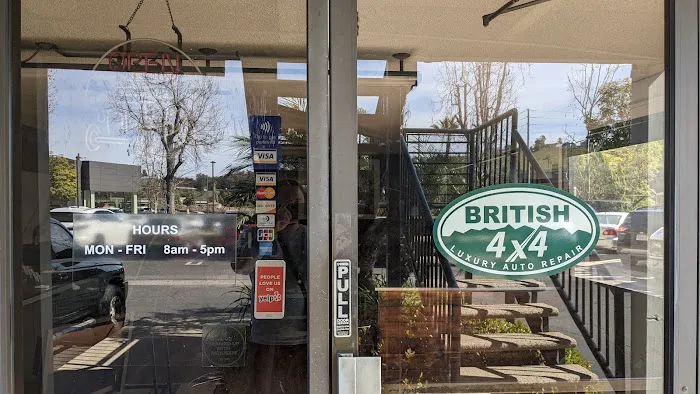 OPEN
VISA
VISA
HOURS
MON - FRI 8am - 5pm
PEOPLE
LOVE US
ON
yelp
PULL
BRITISH
4x4
LUXURY AUTO REPAIR